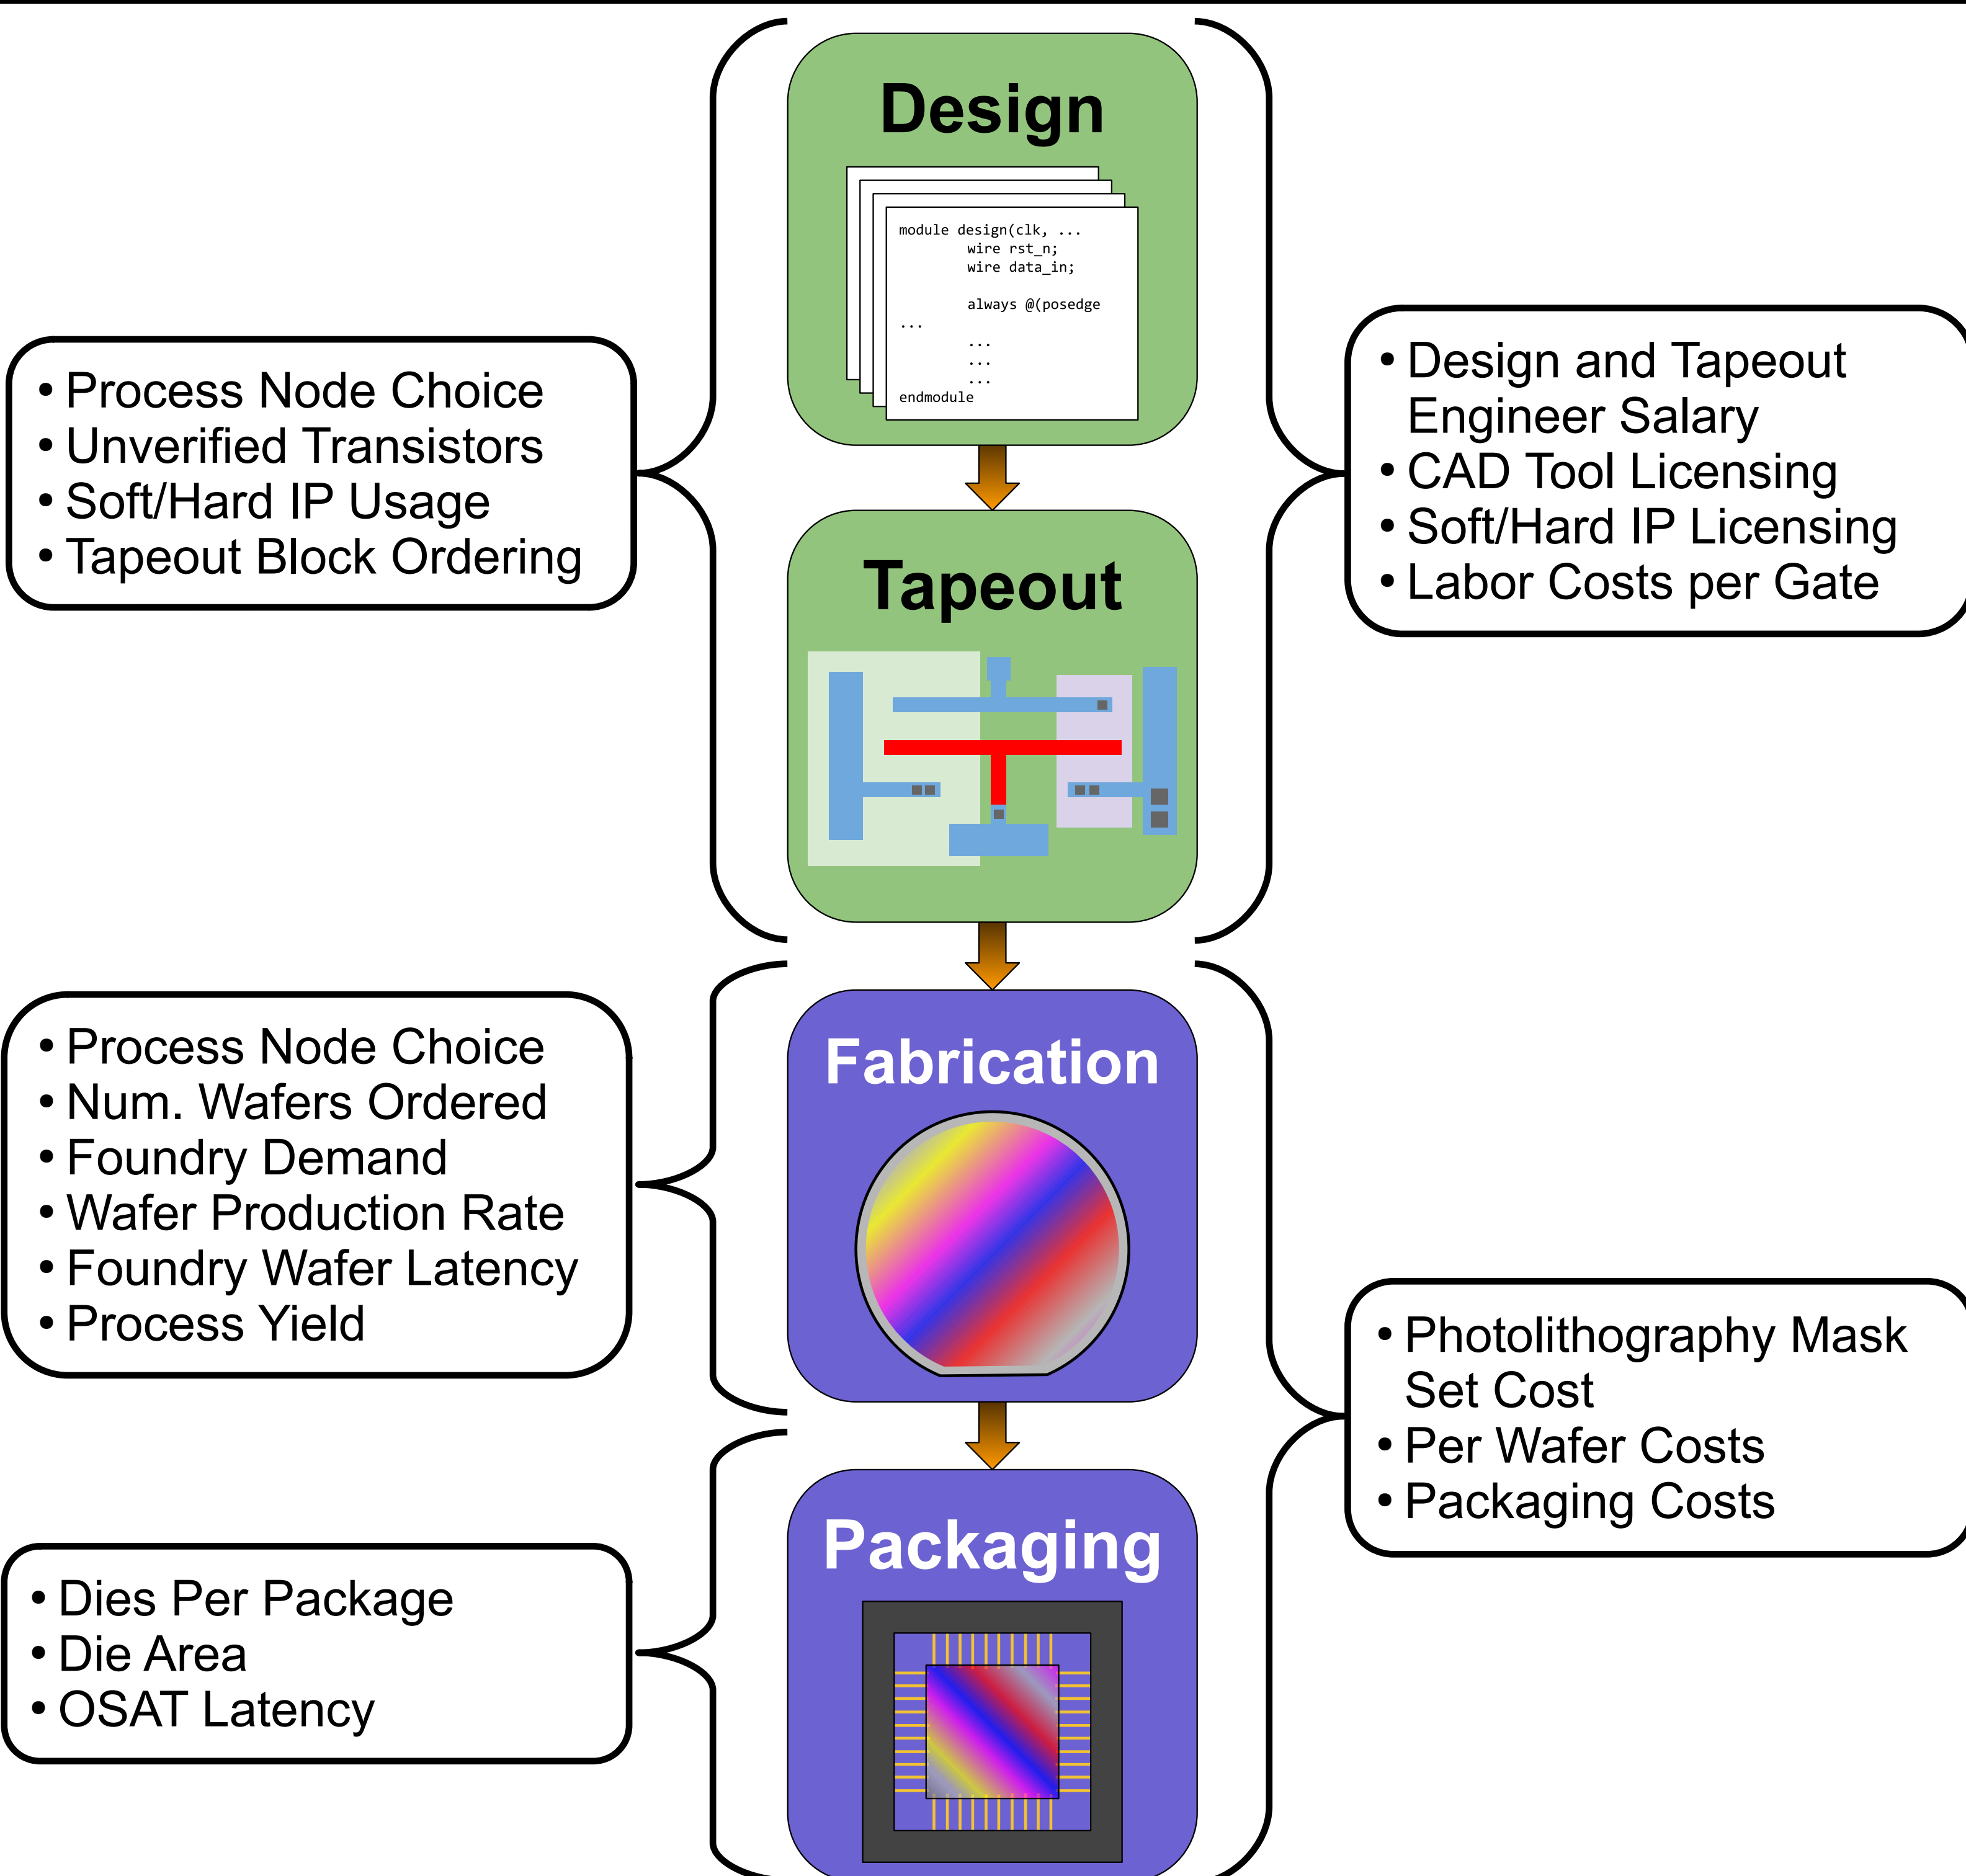 Design
module design(clk, ...
wire rst_n;
wire data_in;
always @(posedge
...
...
...
...
endmodule
• Process Node Choice
• Unverified Transistors
• Soft/Hard IP Usage
• Tapeout Block Ordering
• Design and Tapeout
Engineer Salary
• CAD Tool Licensing
• Soft/Hard IP Licensing
• Labor Costs per Gate
Tapeout
Fabrication
• Process Node Choice
• Num. Wafers Ordered
• Foundry Demand
• Wafer Production Rate
• Foundry Wafer Latency
• Process Yield
• Photolithography Mask
Set Cost
• Per Wafer Costs
• Packaging Costs
Packaging
• Dies Per Package
• Die Area
• OSAT Latency